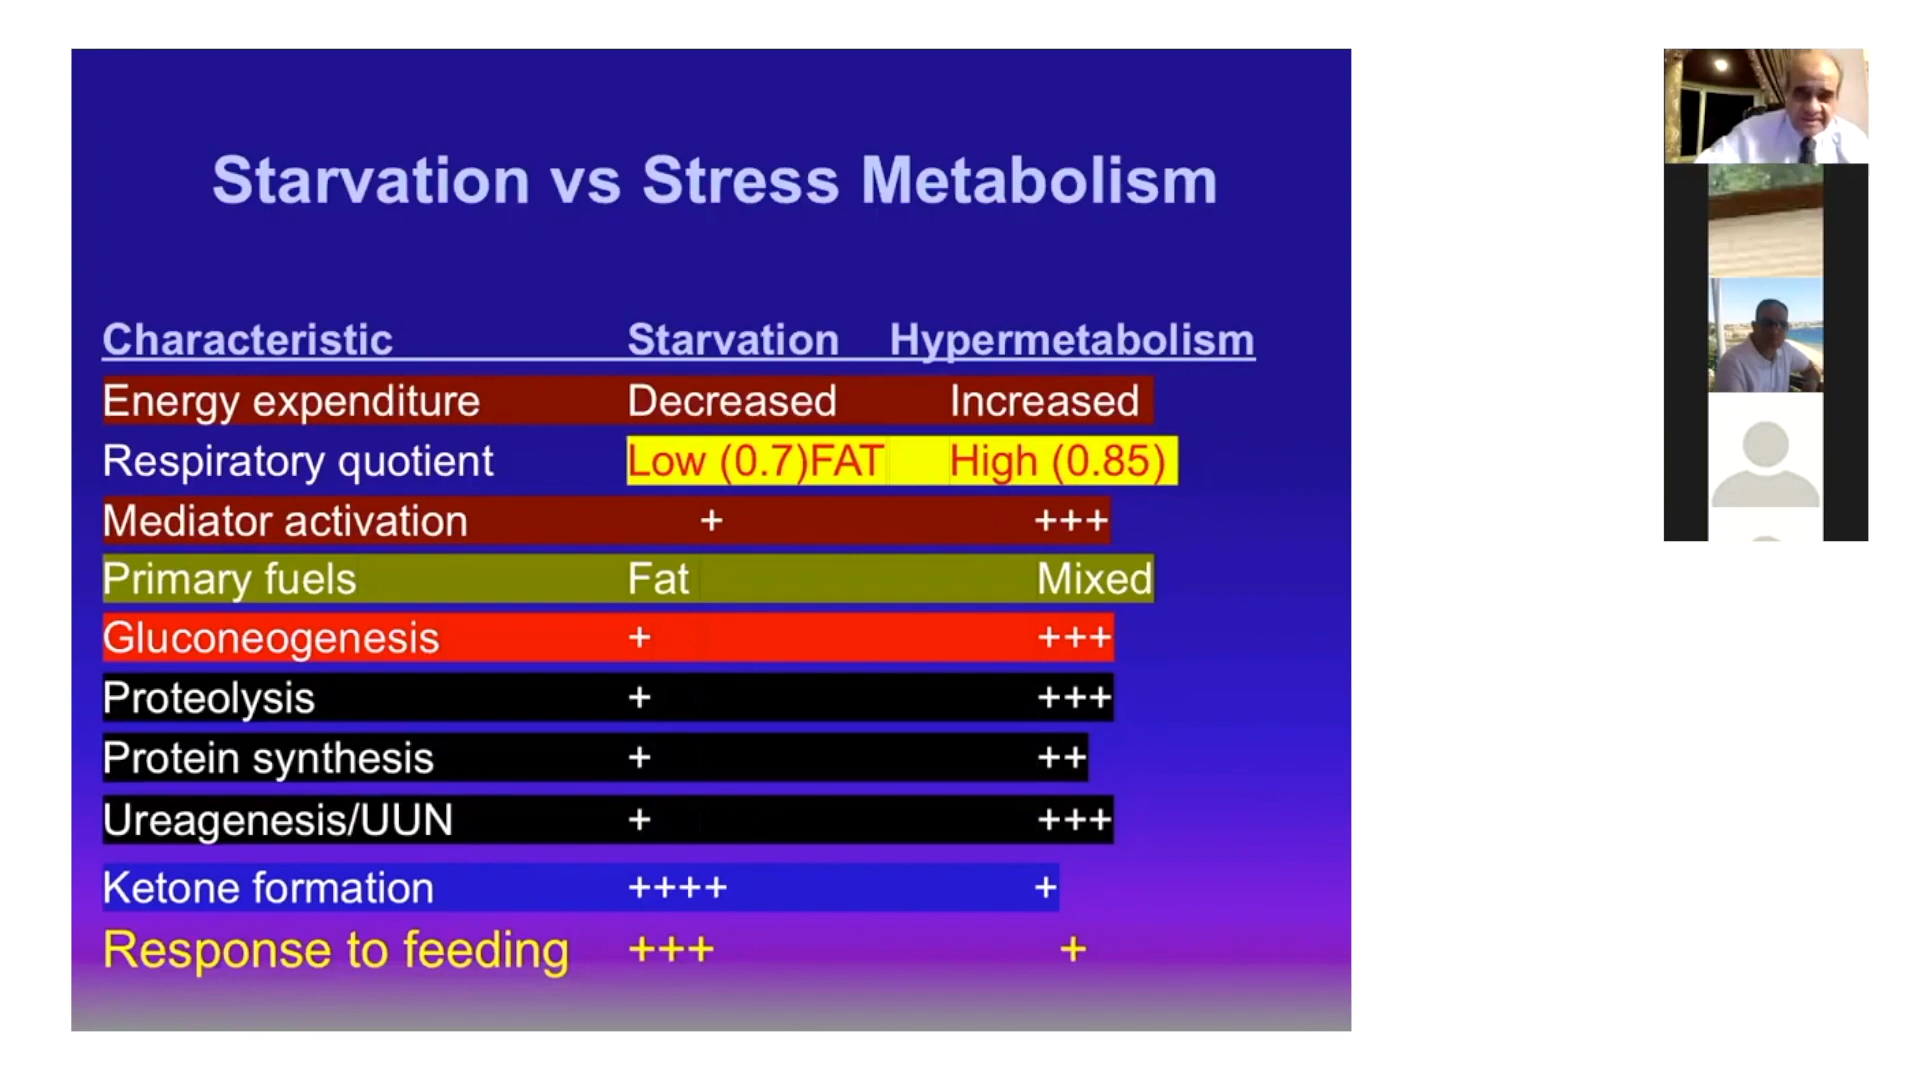 Starvation vs Stress Metabolism
Characteristic Starvation Hypermetabolism
Energy expenditure Decreased Increased
Respiratory quotient Low (0.7)FAT High (0.85)
Mediator activation + +++
Primary fuels Fat Mixed
Gluconeogenesis + +++
Proteolysis + +++
Protein synthesis + ++
Ureagenesis/UUN + +++
Ketone formation ++++ +
Response to feeding +++ +